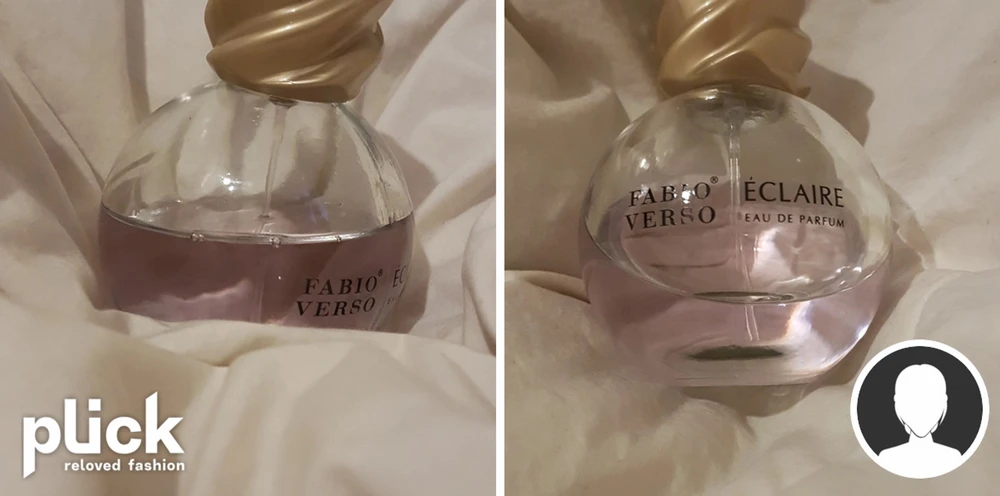 FABIO®
VERSO
plick
reloved fashion
FABIO® ÉCLAIRE
VERSO EAU DE PARFUM